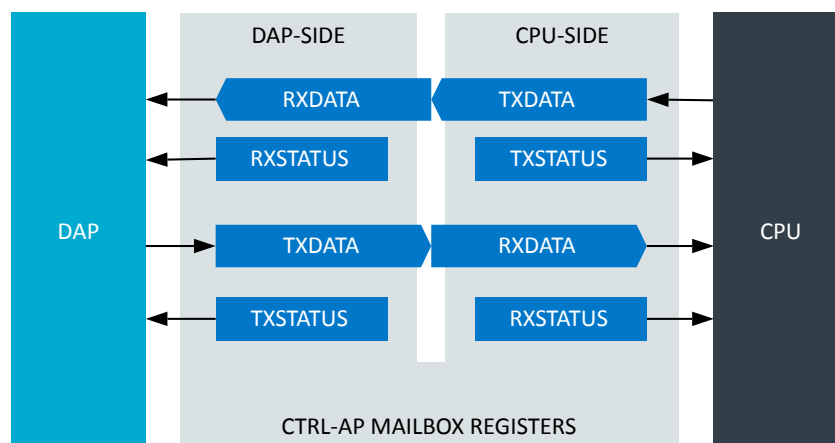 DAP-SIDE
CPU-SIDE
RXDATA
TXDATA
RXSTATUS
TXSTATUS
DAP
TXDATA
RXDATA
CPU
TXSTATUS
RXSTATUS
CTRL-AP MAILBOX REGISTERS